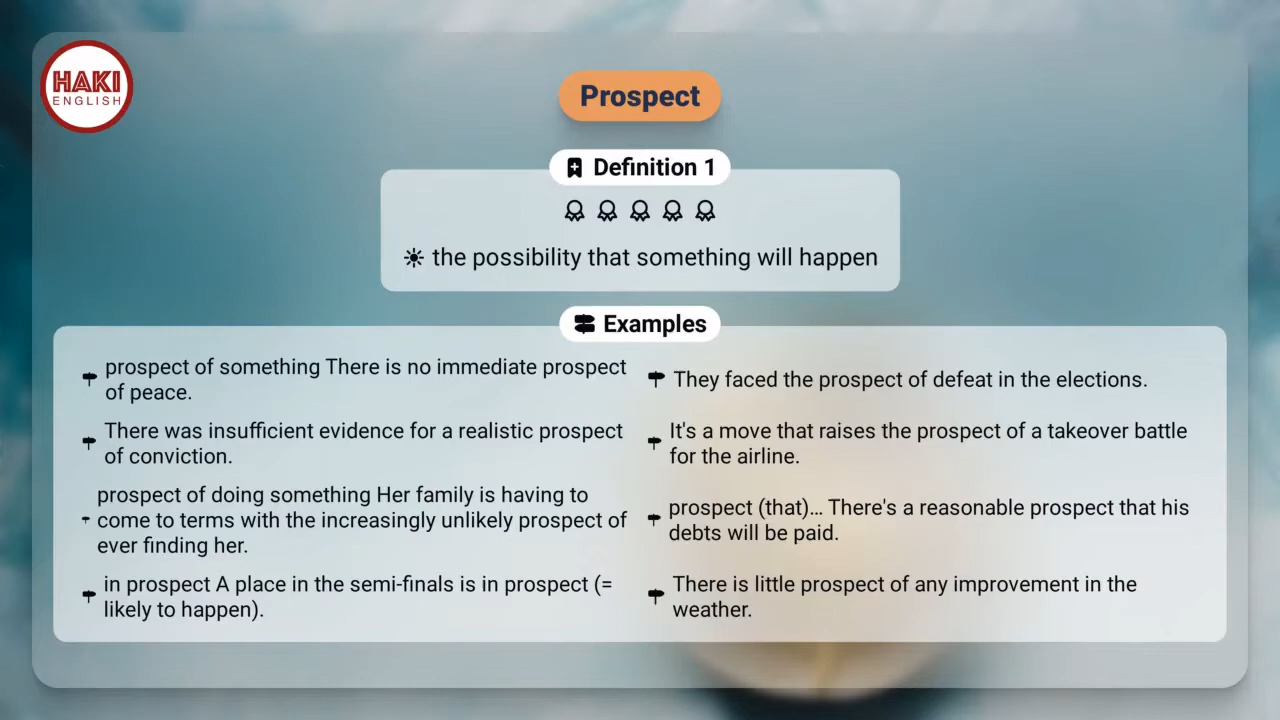 HAKI
ENGLISH
Prospect
Definition 1
the possibility that something will happen
Examples
prospect of something There is no immediate prospect
of peace.
They faced the prospect of defeat in the elections.
There was insufficient evidence for a realistic prospect
of conviction.
It's a move that raises the prospect of a takeover battle
for the airline.
prospect of doing something Her family is having to
come to terms with the increasingly unlikely prospect of
ever finding her.
prospect (that)… There's a reasonable prospect that his
debts will be paid.
in prospect A place in the semi-finals is in prospect (=
likely to happen).
There is little prospect of any improvement in the
weather.